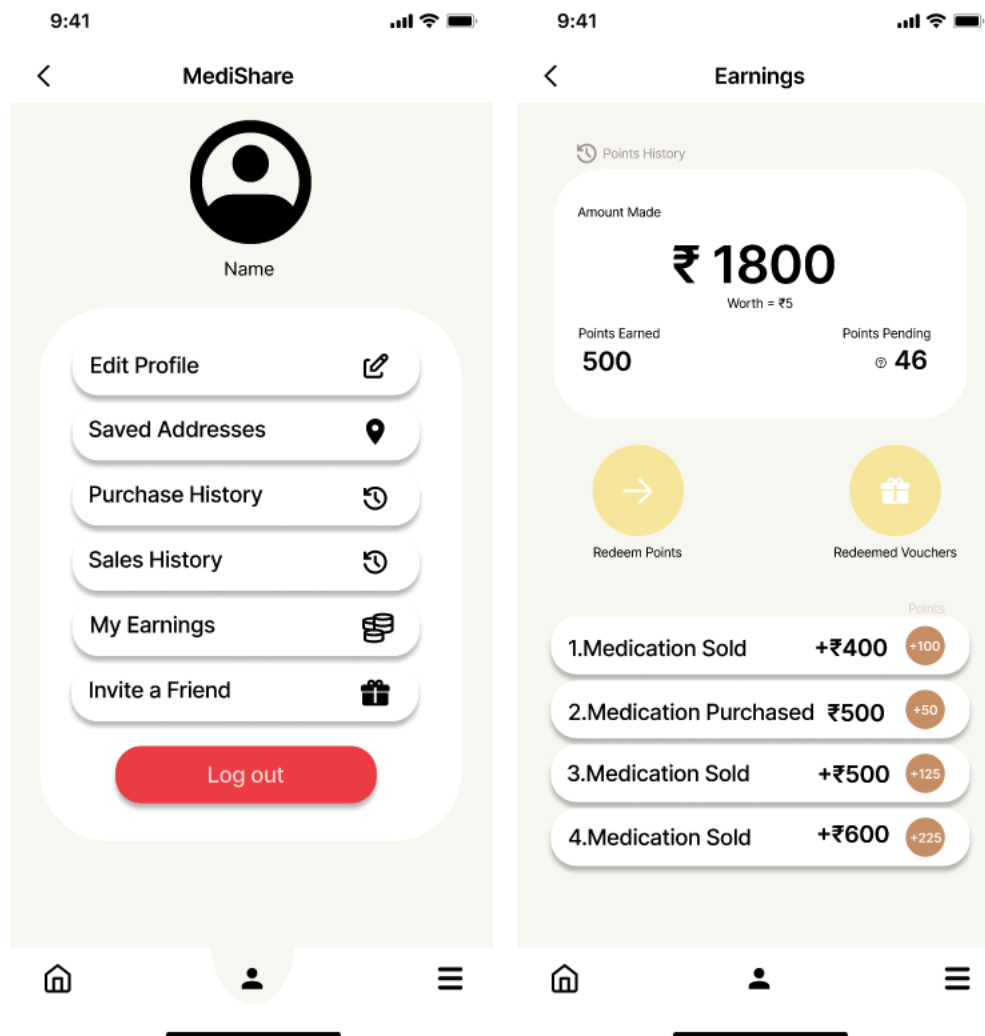 9:41
MediShare
Name
Edit Profile
Saved Addresses
Purchase History
Sales History
My Earnings
Invite a Friend
Log out
9:41
Earnings
Points History
Amount Made
₹ 1800
Worth = ₹5
Points Earned
Points Pending
500
46
Redeem Points
Redeemed Vouchers
Points
1.Medication Sold +₹400 +100
2.Medication Purchased ₹500 +50
3.Medication Sold +₹500 +125
4.Medication Sold +₹600 +225